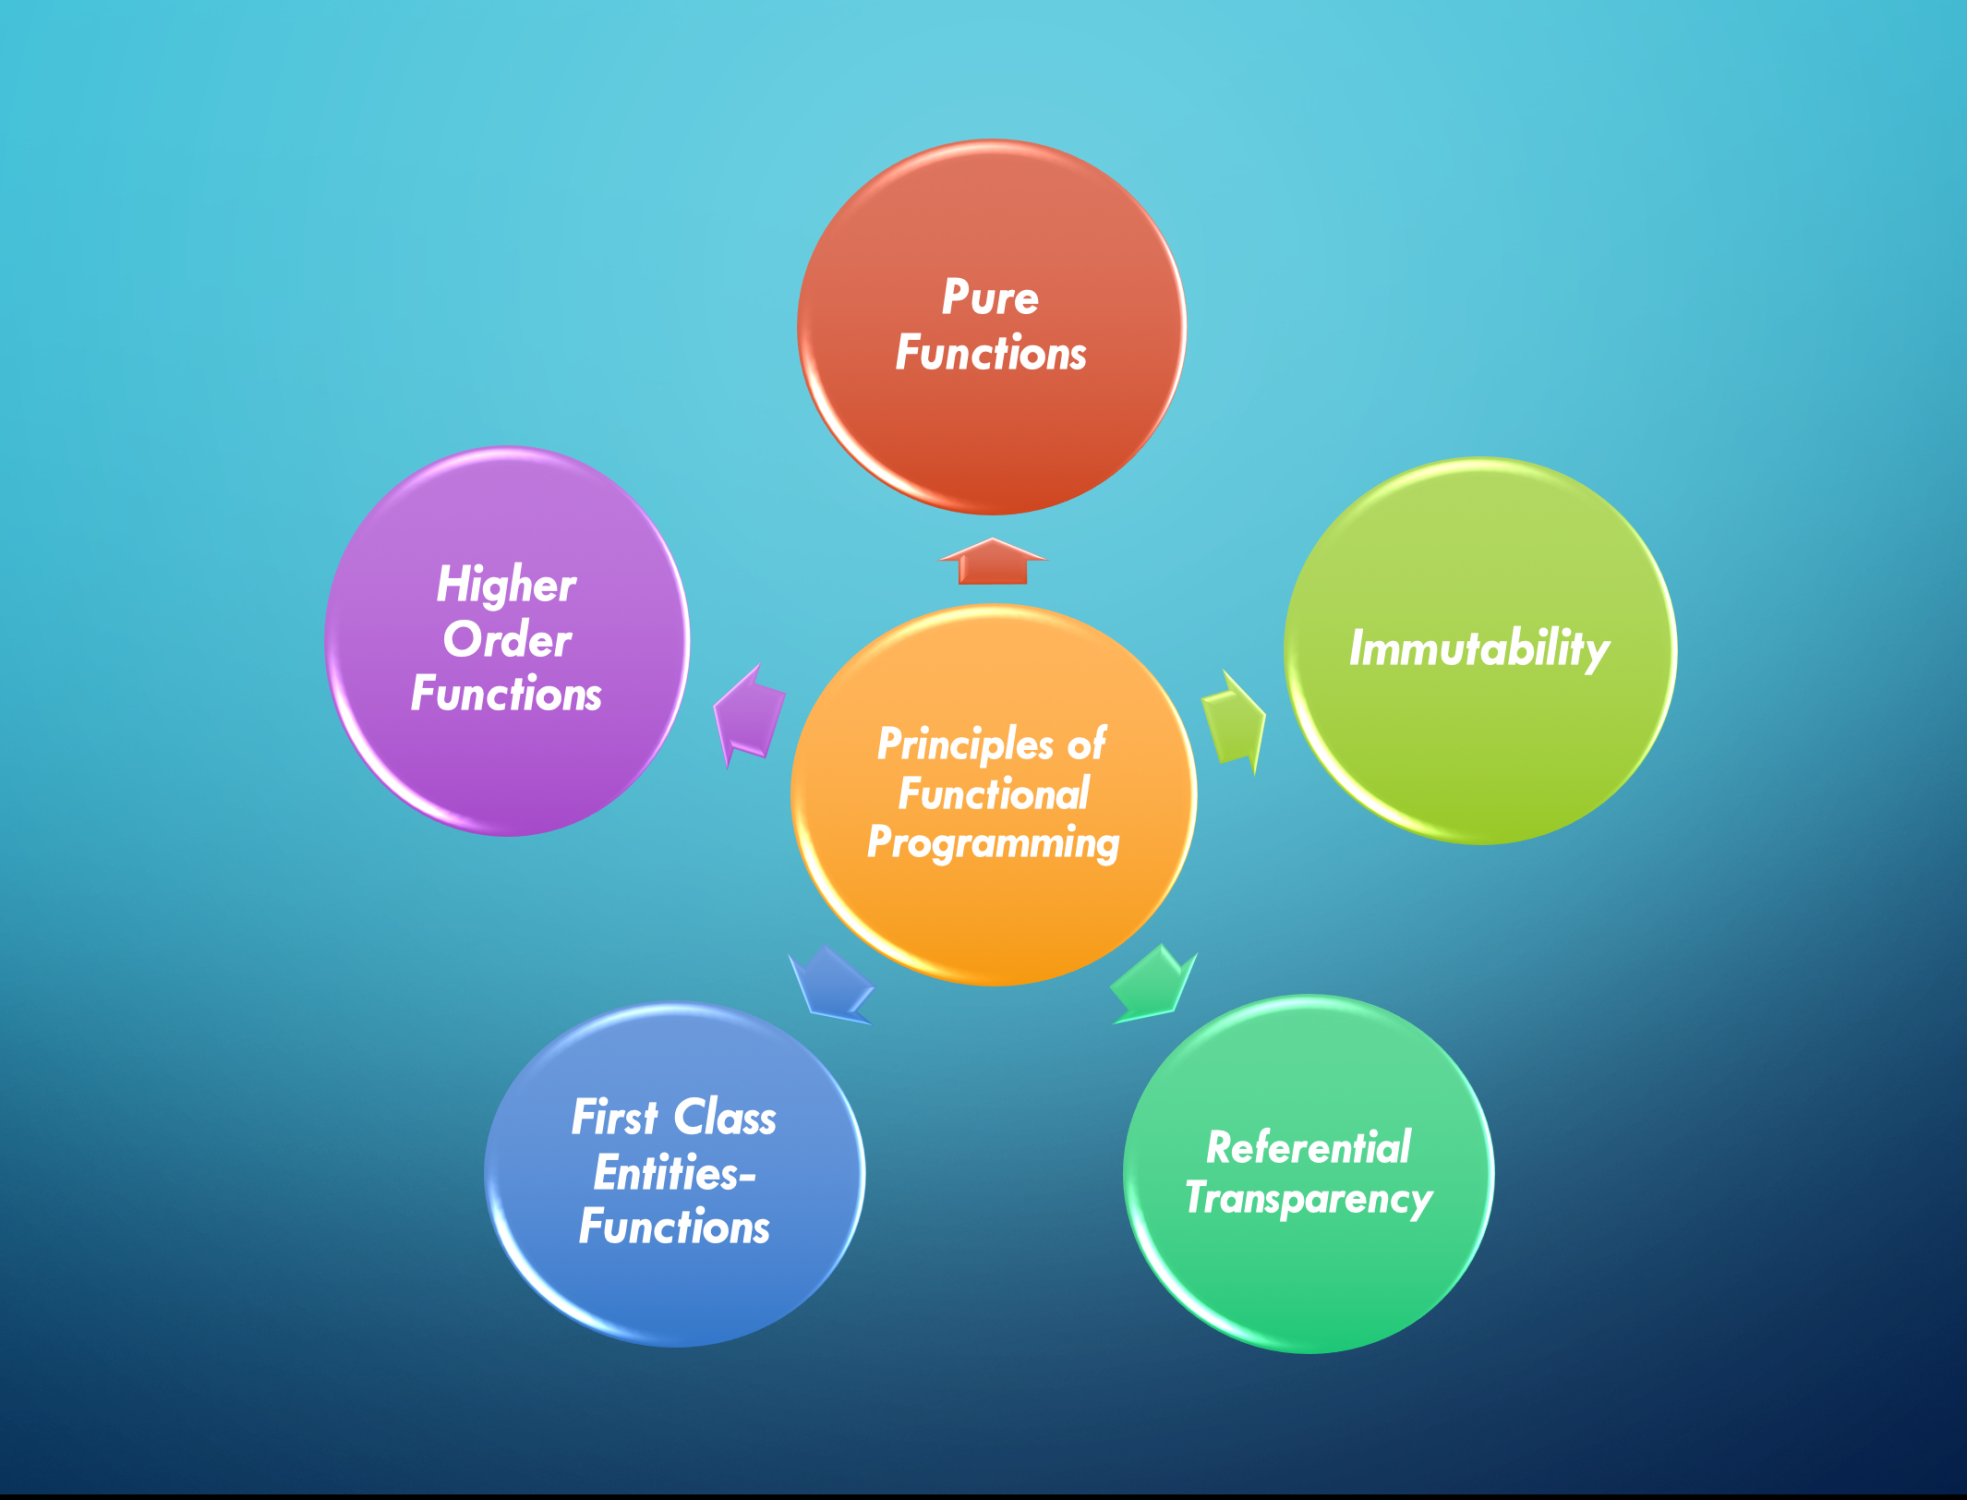 Pure
Functions
Higher
Order
Functions
Immutability
Principles of
Functional
Programming
First Class
Entities-
Functions
Referential
Transparency